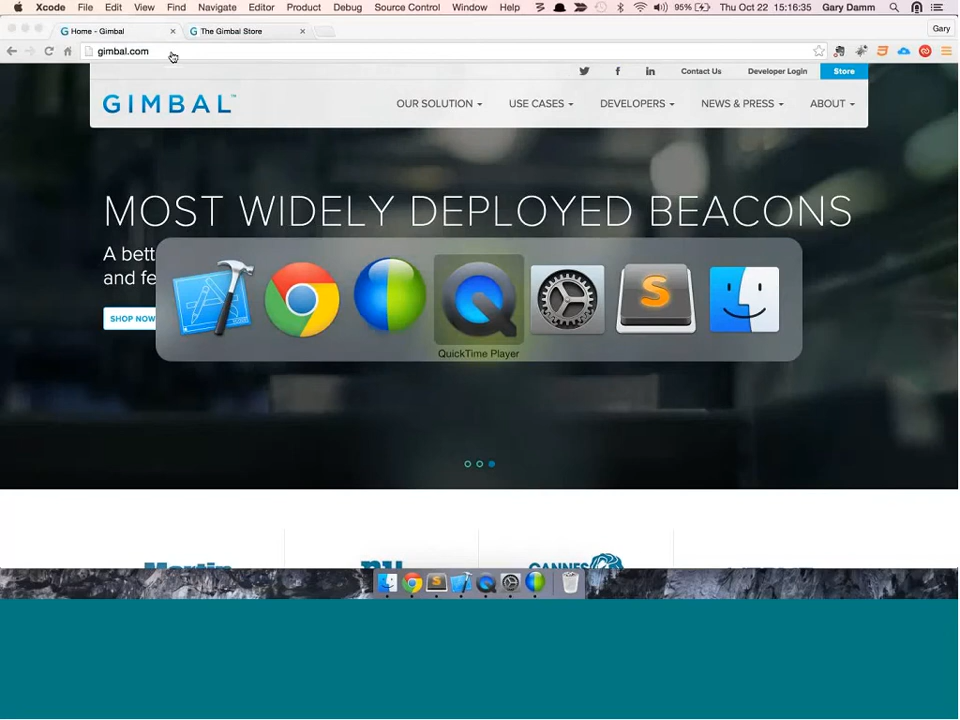 Xcode File Edit View Find Navigate Editor Product Debug Source Control Window Help 95% Thu Oct 22 15:16:35 Gary Damm
Home - Gimbal The Gimbal Store Gary
gimbal.com
Contact Us Developer Login Store
GIMBAL™ OUR SOLUTION USE CASES DEVELOPERS NEWS & PRESS ABOUT
MOST WIDELY DEPLOYED BEACONS
A bett
and fe
SHOP NOW
QuickTime Player